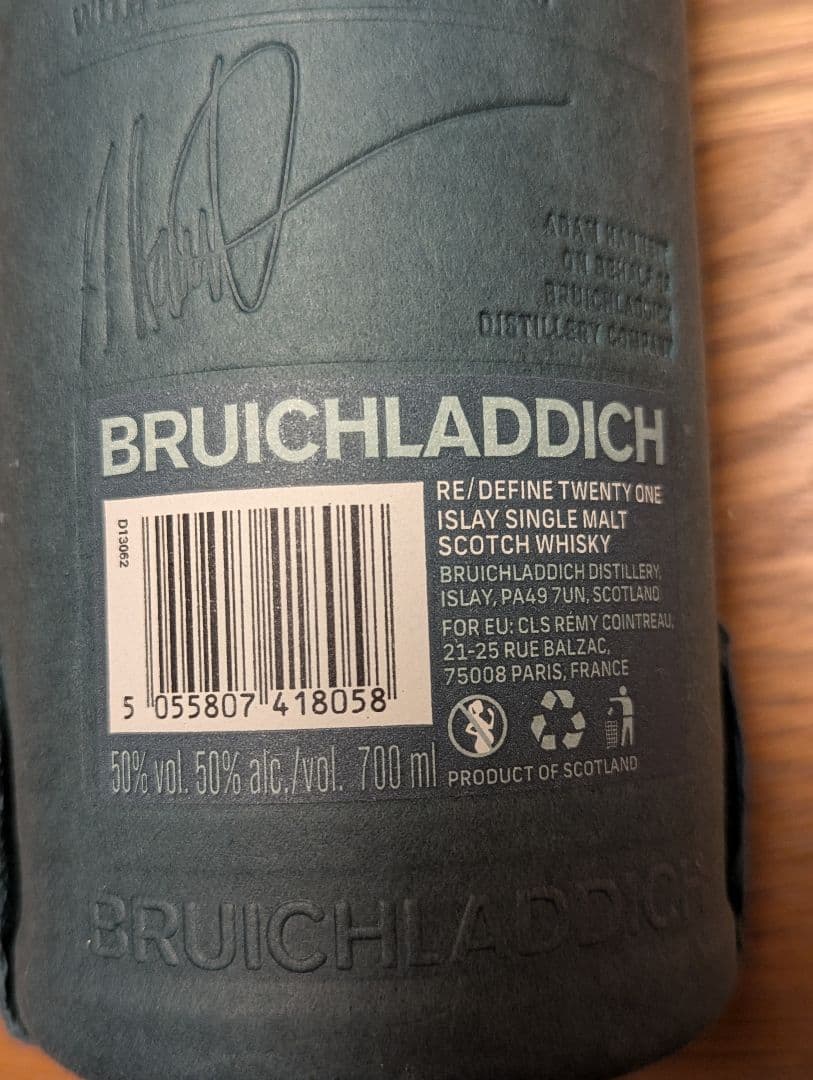 WITH
ADAM HANNETT
ON BEHALF OF
BRUICHLADDICH
DISTILLERY COMPANY
BRUICHLADDICH
D13062
RE/DEFINE TWENTY ONE
ISLAY SINGLE MALT
SCOTCH WHISKY
BRUICHLADDICH DISTILLERY,
ISLAY, PA49 7UN, SCOTLAND
FOR EU: CLS RÉMY COINTREAU,
21-25 RUE BALZAC,
75008 PARIS, FRANCE
5 055807 418058
50% vol. 50% alc./vol. 700 ml
PRODUCT OF SCOTLAND
BRUICHLADDICH